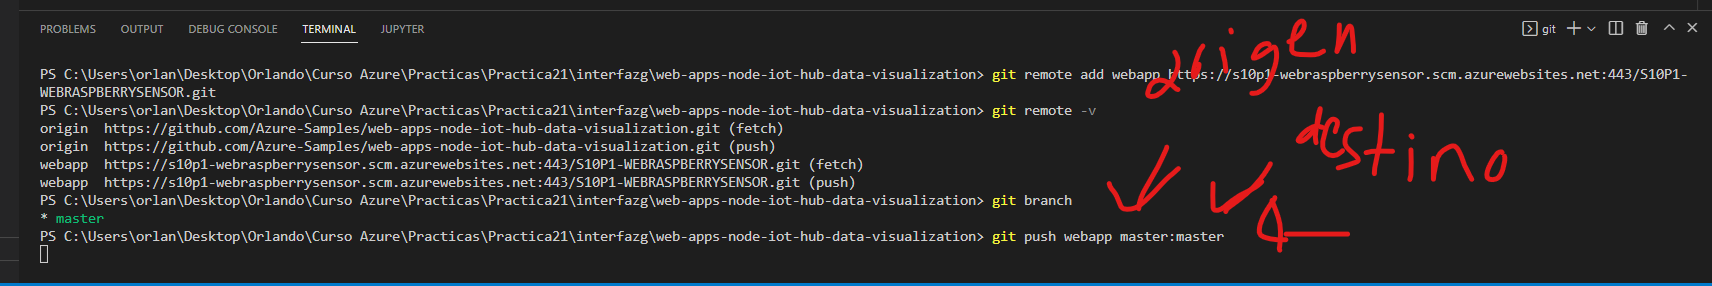 PROBLEMS OUTPUT DEBUG CONSOLE TERMINAL JUPYTER git
PS C:\Users\orlan\Desktop\Orlando\Curso Azure\Practicas\Practica21\interfazg\web-apps-node-iot-hub-data-visualization> git remote add webapp https://s10p1-webraspberrysensor.scm.azurewebsites.net:443/S10P1-
WEBRASPBERRYSENSOR.git
PS C:\Users\orlan\Desktop\Orlando\Curso Azure\Practicas\Practica21\interfazg\web-apps-node-iot-hub-data-visualization> git remote -v
origin https://github.com/Azure-Samples/web-apps-node-iot-hub-data-visualization.git (fetch)
origin https://github.com/Azure-Samples/web-apps-node-iot-hub-data-visualization.git (push)
webapp https://s10p1-webraspberrysensor.scm.azurewebsites.net:443/S10P1-WEBRASPBERRYSENSOR.git (fetch)
webapp https://s10p1-webraspberrysensor.scm.azurewebsites.net:443/S10P1-WEBRASPBERRYSENSOR.git (push)
PS C:\Users\orlan\Desktop\Orlando\Curso Azure\Practicas\Practica21\interfazg\web-apps-node-iot-hub-data-visualization> git branch
* master
PS C:\Users\orlan\Desktop\Orlando\Curso Azure\Practicas\Practica21\interfazg\web-apps-node-iot-hub-data-visualization> git push webapp master:master
origen
destino